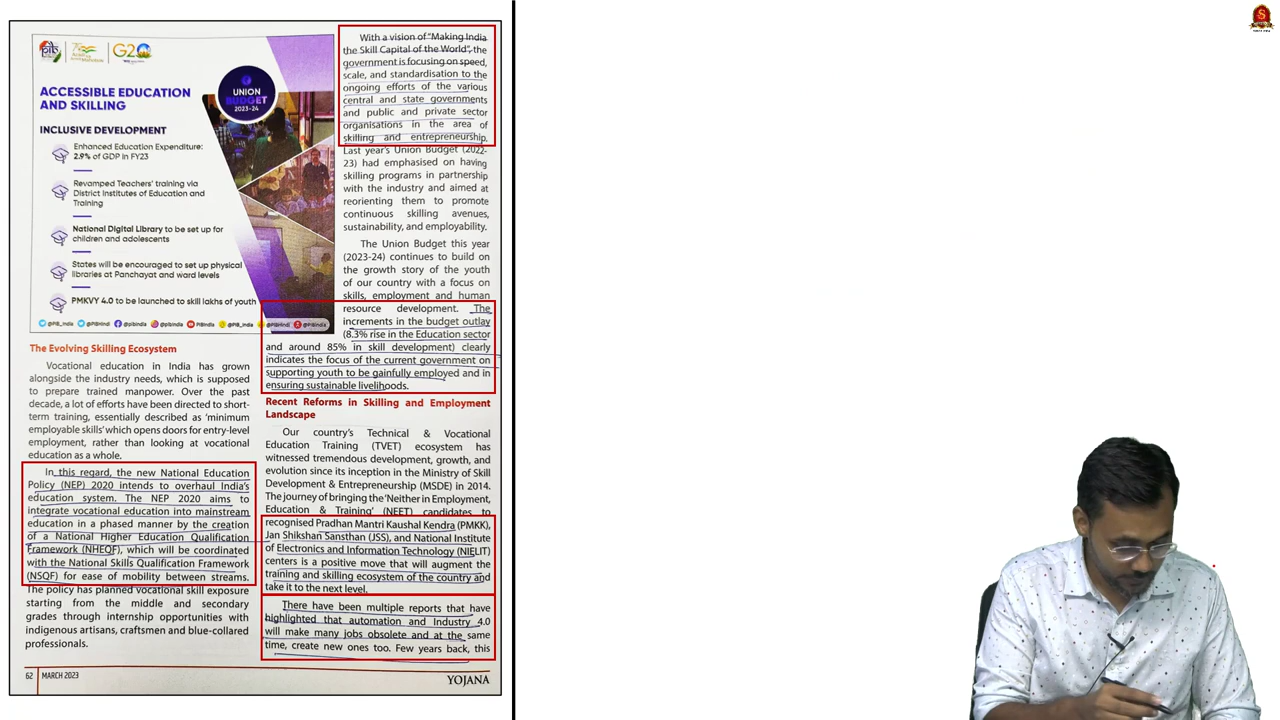 ACCESSIBLE EDUCATION
AND SKILLING
INCLUSIVE DEVELOPMENT
Enhanced Education Expenditure:
2.9% of GDP in FY23
Revamped Teachers' training via
District Institutes of Education and
Training
National Digital Library to be set up for
children and adolescents
States will be encouraged to set up physical
libraries at Panchayat and ward levels
PMKVY 4.0 to be launched to skill lakhs of youth
UNION
BUDGET
2023-24
pib
G20
@PIB_India
@PIBHindi
@pibindia
@pibindia
PIBIndia
@PIB_India
@PIBHindi
@PIBIndia
The Evolving Skilling Ecosystem
Vocational education in India has grown
alongside the industry needs, which is supposed
to prepare trained manpower. Over the past
decade, a lot of efforts have been directed to short-
term training, essentially described as 'minimum
employable skills' which opens doors for entry-level
employment, rather than looking at vocational
education as a whole.
In this regard, the new National Education
Policy (NEP) 2020 intends to overhaul India's
education system. The NEP 2020 aims to
integrate vocational education into mainstream
education in a phased manner by the creation
of a National Higher Education Qualification
Framework (NHEQF), which will be coordinated
with the National Skills Qualification Framework
(NSQF) for ease of mobility between streams.
The policy has planned vocational skill exposure
starting from the middle and secondary
grades through internship opportunities with
indigenous artisans, craftsmen and blue-collared
professionals.
With a vision of "Making India
the Skill Capital of the World", the
government is focusing on speed,
scale, and standardisation to the
ongoing efforts of the various
central and state governments
and public and private sector
organisations in the area of
skilling and entrepreneurship.
Last year's Union Budget (2022-
23) had emphasised on having
skilling programs in partnership
with the industry and aimed at
reorienting them to promote
continuous skilling avenues,
sustainability, and employability.
The Union Budget this year
(2023-24) continues to build on
the growth story of the youth
of our country with a focus on
skills, employment and human
resource development. The
increments in the budget outlay
(8.3% rise in the Education sector
and around 85% in skill development) clearly
indicates the focus of the current government on
supporting youth to be gainfully employed and in
ensuring sustainable livelihoods.
Recent Reforms in Skilling and Employment
Landscape
Our country's Technical & Vocational
Education Training (TVET) ecosystem has
witnessed tremendous development, growth, and
evolution since its inception in the Ministry of Skill
Development & Entrepreneurship (MSDE) in 2014.
The journey of bringing the 'Neither in Employment,
Education & Training' (NEET) candidates to
recognised Pradhan Mantri Kaushal Kendra (PMKK),
Jan Shikshan Sansthan (JSS), and National Institute
of Electronics and Information Technology (NIELIT)
centers is a positive move that will augment the
training and skilling ecosystem of the country and
take it to the next level.
There have been multiple reports that have
highlighted that automation and Industry 4.0
will make many jobs obsolete and at the same
time, create new ones too. Few years back, this
62
MARCH 2023
YOJANA